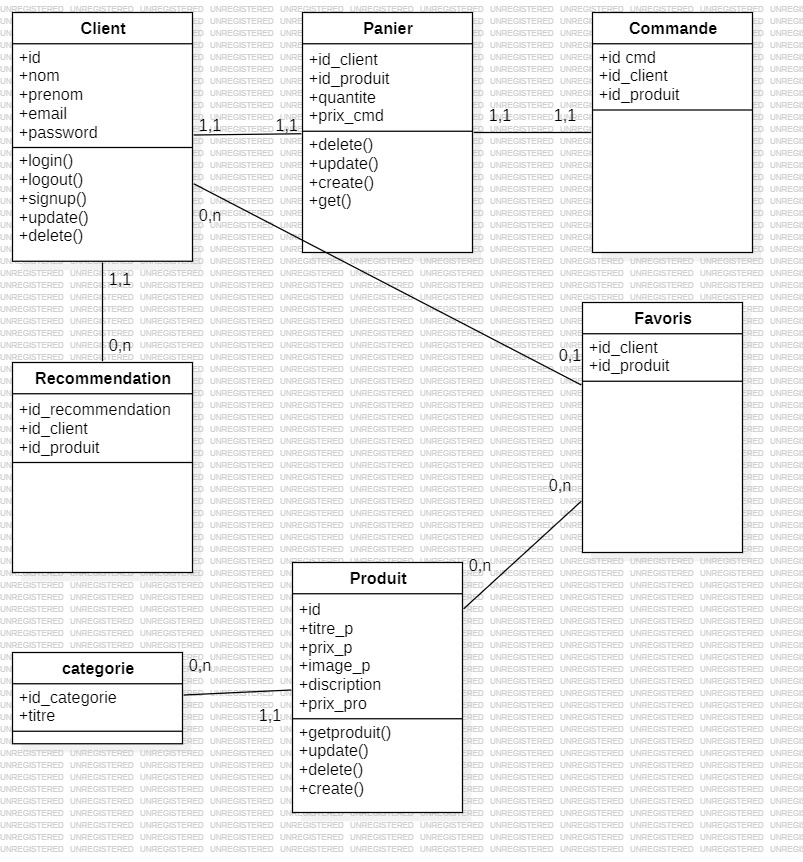 Client
+id
+nom
+prenom
+email
+password
+login()
+logout()
+signup()
+update()
+delete()
Panier
+id_client
+id_produit
+quantite
+prix_cmd
+delete()
+update()
+create()
+get()
Commande
+id cmd
+id_client
+id_produit
1,1
1,1
1,1
1,1
0,n
1,1
0,n
0,1
Favoris
+id_client
+id_produit
Recommendation
+id_recommendation
+id_client
+id_produit
0,n
0,n
Produit
+id
+titre_p
+prix_p
+image_p
+discription
+prix_pro
+getproduit()
+update()
+delete()
+create()
categorie
+id_categorie
+titre
0,n
1,1
UNREGISTERED